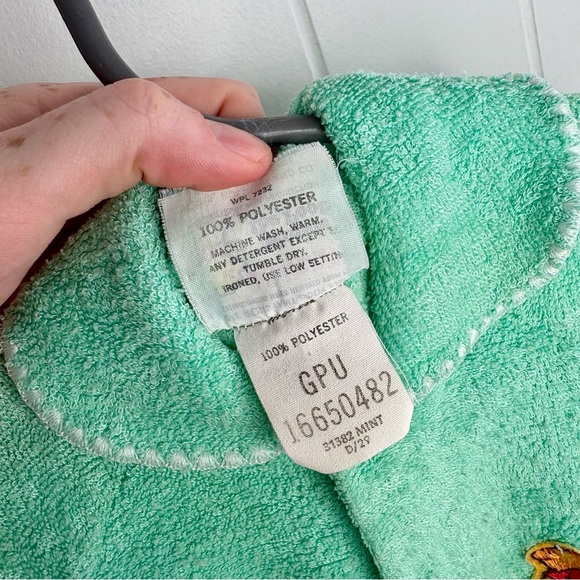 WPL 7232
100% POLYESTER
MACHINE WASH, WARM.
ANY DETERGENT EXCEPT S
TUMBLE DRY.
IRONED, USE LOW SETTIN
100% POLYESTER
GPU
16650482
31382 MINT
D/29